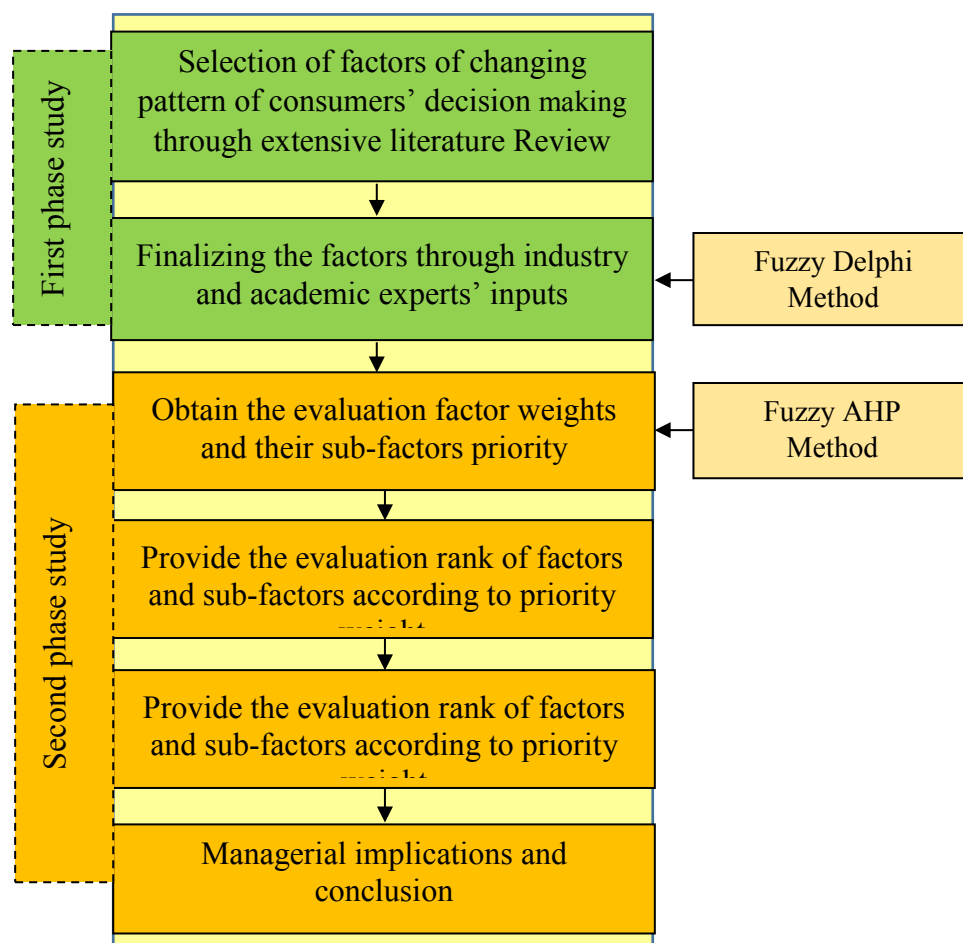 First phase study
Selection of factors of changing
pattern of consumers’ decision making
through extensive literature Review
Finalizing the factors through industry
and academic experts’ inputs
Fuzzy Delphi
Method
Second phase study
Obtain the evaluation factor weights
and their sub-factors priority
Fuzzy AHP
Method
Provide the evaluation rank of factors
and sub-factors according to priority
weight
Provide the evaluation rank of factors
and sub-factors according to priority
weight
Managerial implications and
conclusion